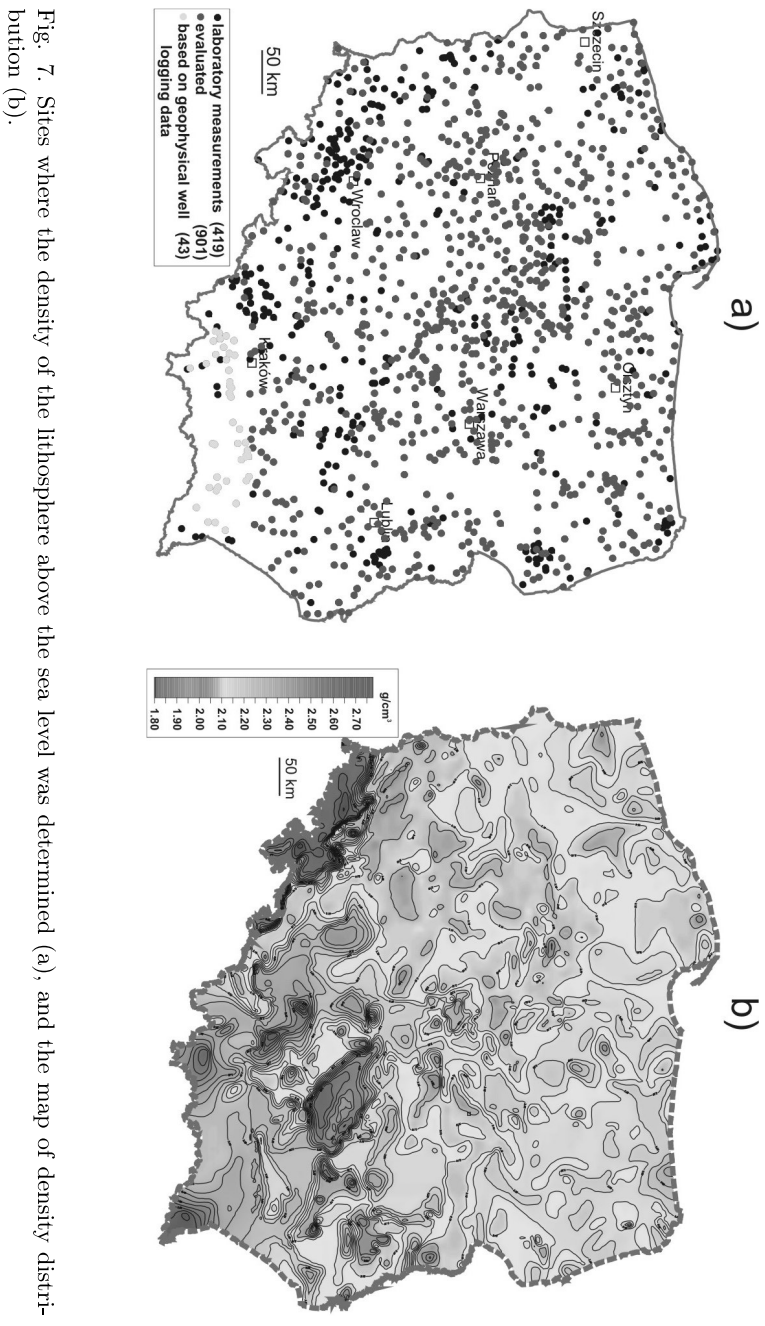 a)
Szczecin
Olsztyn
Poznań
Warszawa
Wrocław
Lublin
Kraków
50 km
laboratory measurements (419)
evaluated (901)
based on geophysical well (43)
logging data
b)
50 km
g/cm³
1.80 1.90 2.00 2.10 2.20 2.30 2.40 2.50 2.60 2.70
Fig. 7. Sites where the density of the lithosphere above the sea level was determined (a), and the map of density distri-
bution (b).